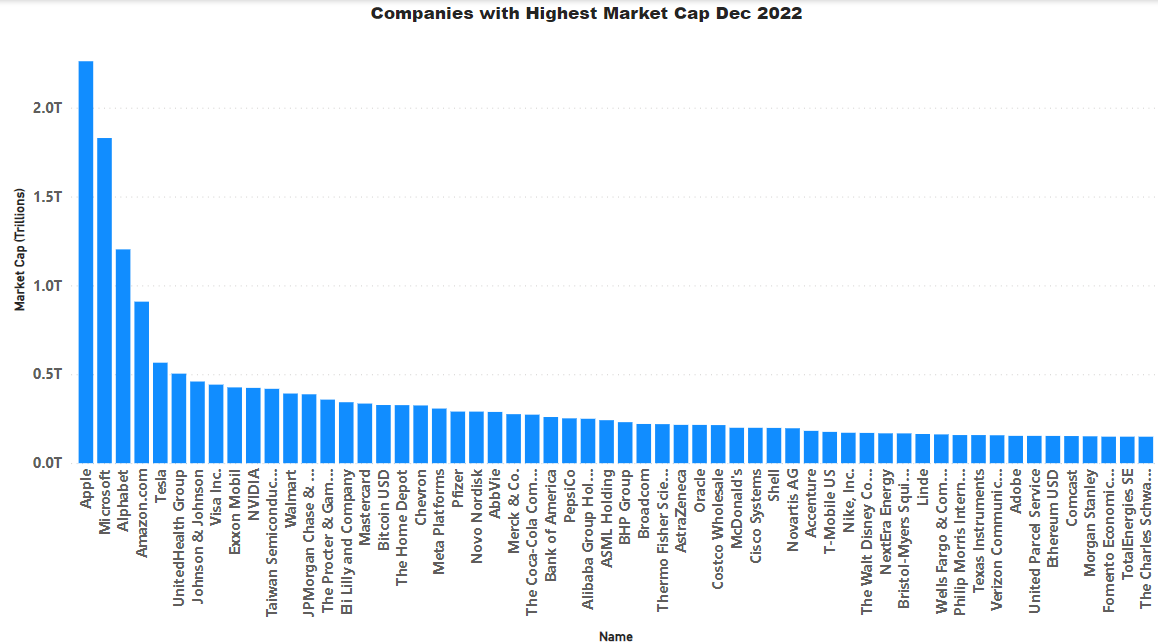 Companies with Highest Market Cap Dec 2022
Market Cap (Trillions)
2.0T
1.5T
1.0T
0.5T
0.0T
Apple
Microsoft
Alphabet
Amazon.com
Tesla
UnitedHealth Group
Johnson & Johnson
Visa Inc.
Exxon Mobil
NVIDIA
Taiwan Semiconduc...
Walmart
JPMorgan Chase & ...
The Procter & Gam...
Eli Lilly and Company
Mastercard
Bitcoin USD
The Home Depot
Chevron
Meta Platforms
Pfizer
Novo Nordisk
AbbVie
Merck & Co.
The Coca-Cola Com...
Bank of America
PepsiCo
Alibaba Group Hol...
ASML Holding
BHP Group
Broadcom
Thermo Fisher Scie...
AstraZeneca
Oracle
Costco Wholesale
McDonald's
Cisco Systems
Shell
Novartis AG
Accenture
T-Mobile US
Nike, Inc.
The Walt Disney Co...
NextEra Energy
Bristol-Myers Squi...
Linde
Wells Fargo & Com...
Philip Morris Intern...
Texas Instruments
Verizon Communic...
Adobe
United Parcel Service
Ethereum USD
Comcast
Morgan Stanley
Fomento Economic...
TotalEnergies SE
The Charles Schwa...
Name